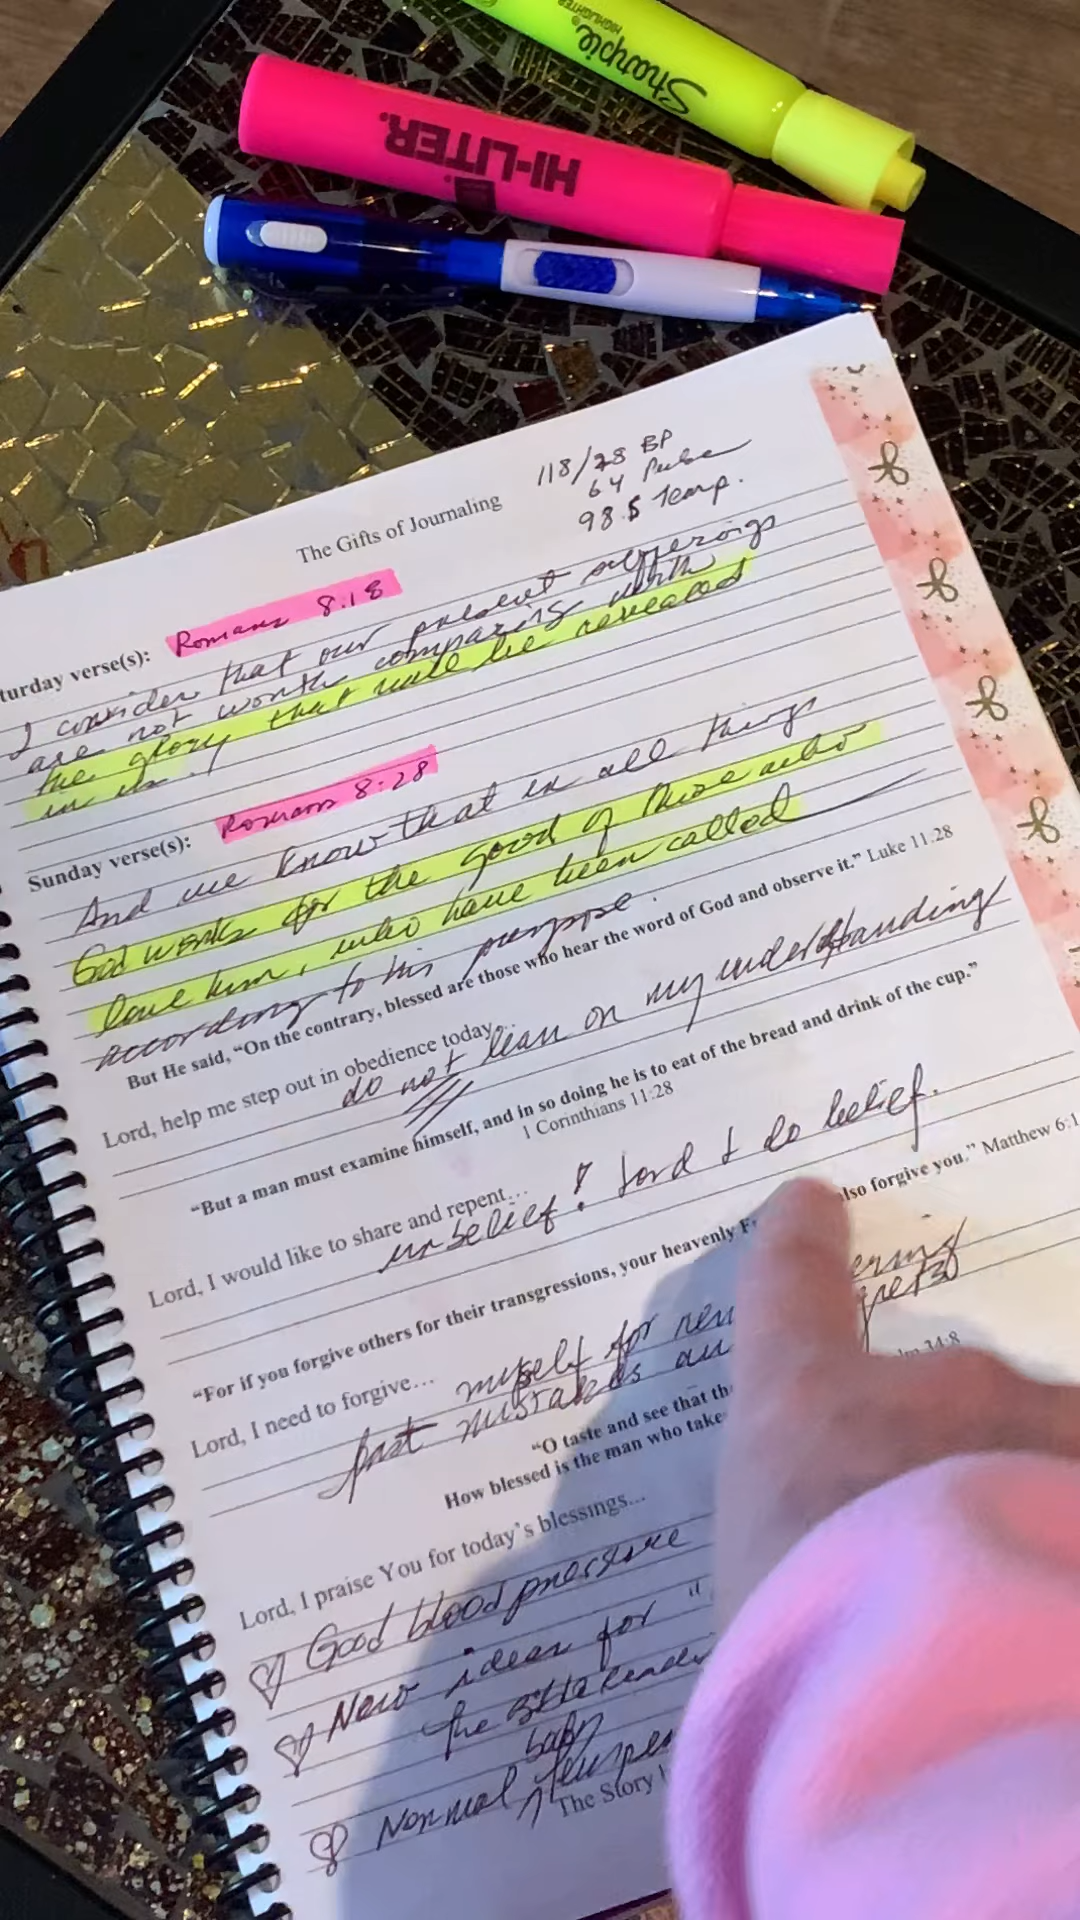 Sharpie
HIGHLIGHTER
HI-LITER
118/78 BP
64 Pulse
98.5 Temp.
The Gifts of Journaling
turday verse(s): Romans 8:18
I consider that our present sufferings
are not worth comparing with
the glory that will be revealed
in us.
Sunday verse(s): Romans 8:28
And we know that in all things
God works for the good of those who
love him, who have been called
according to his purpose.
But He said, “On the contrary, blessed are those who hear the word of God and observe it.” Luke 11:28
Lord, help me step out in obedience today...
do not lean on my understanding
“But a man must examine himself, and in so doing he is to eat of the bread and drink of the cup.”
1 Corinthians 11:28
Lord, I would like to share and repent...
unbelief! Lord I do belief.
“For if you forgive others for their transgressions, your heavenly F also forgive you.” Matthew 6:1
Lord, I need to forgive... myself for rem ering
past mistakes an grets
“O taste and see that th lm 34:8
How blessed is the man who take
Lord, I praise You for today’s blessings...
Good blood pressure
New ideas for "
the
baby
Normal
The Story